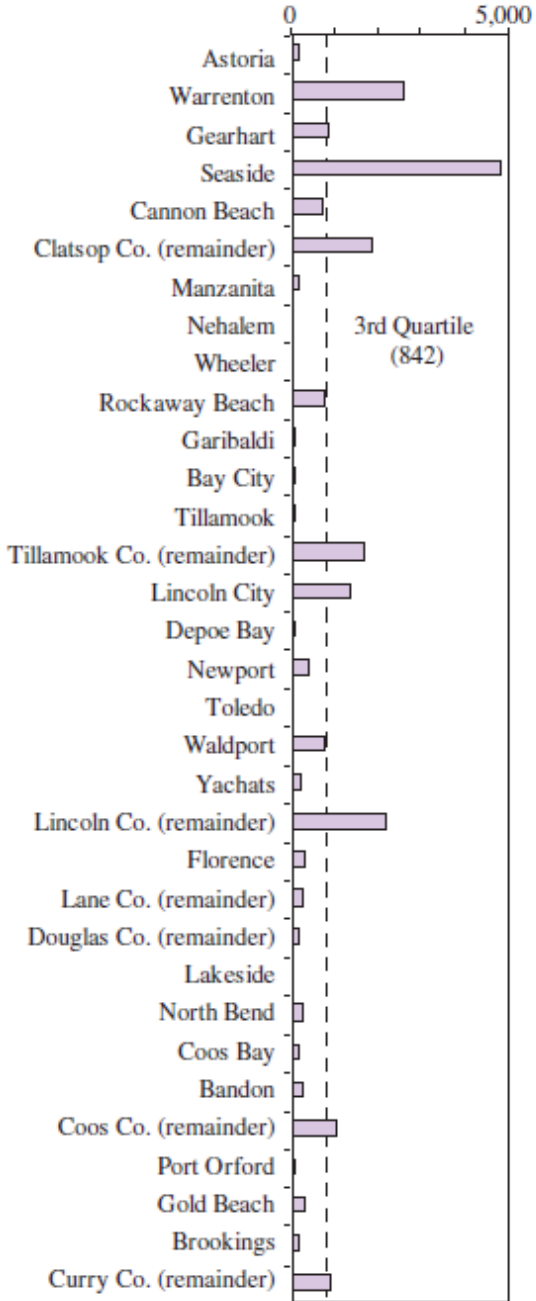 0 5,000
Astoria
Warrenton
Gearhart
Seaside
Cannon Beach
Clatsop Co. (remainder)
Manzanita
Nehalem
3rd Quartile
(842)
Wheeler
Rockaway Beach
Garibaldi
Bay City
Tillamook
Tillamook Co. (remainder)
Lincoln City
Depoe Bay
Newport
Toledo
Waldport
Yachats
Lincoln Co. (remainder)
Florence
Lane Co. (remainder)
Douglas Co. (remainder)
Lakeside
North Bend
Coos Bay
Bandon
Coos Co. (remainder)
Port Orford
Gold Beach
Brookings
Curry Co. (remainder)